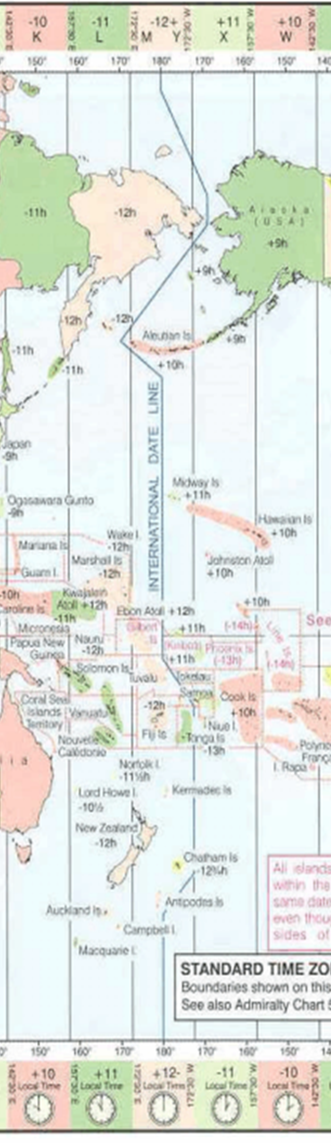 -10 -11 -12+ +11 +10
K L M Y X W
150° 160° 170° 180° 170° 160° 150°
-11h
-12h
Alaska
(USA)
+9h
+9h
-12h
-12h
-11h
-11h
Aleutian Is
+9h
+10h
INTERNATIONAL DATE LINE
Japan
-9h
Midway Is
+11h
Ogasawara Gunto
-9h
Hawaiian Is
+10h
Mariana Is
Wake I.
-12h
Guam I.
Marshall Is
-12h
Johnston Atoll
+10h
-10h
Caroline Is.
Kwajalein
Atoll +12h
-11h
Ebon Atoll +12h
+10h
(-14h)
Micronesia
Papua New
Guinea
Nauru
-12h
Gilbert
Is
+11h
Kiribati
+11h
Phoenix Is
(-13h)
Line Is
(-14h)
See
Solomon Is.
Tuvalu
Tokelau
Samoa
Coral Sea
Islands
Territory
Vanuatu
-12h
Cook Is
+10h
Nouvelle
Calédonie
Fiji Is
Niue I.
Tonga Is
-13h
Norfolk I.
-11½h
I. Rapa
Lord Howe I.
-10½
Kermadec Is
New Zealand
-12h
Chatham Is
-12¾h
All islands
within the
same date
even thou
sides of
Auckland Is.
Antipodes Is
Campbell I.
Macquarie I.
STANDARD TIME ZO
Boundaries shown on this
See also Admiralty Chart 5
150° 160° 170° 180° 170° 160° 150°
+10 +11 +12- -11 -10
Local Time Local Time Local Time Local Time Local Time